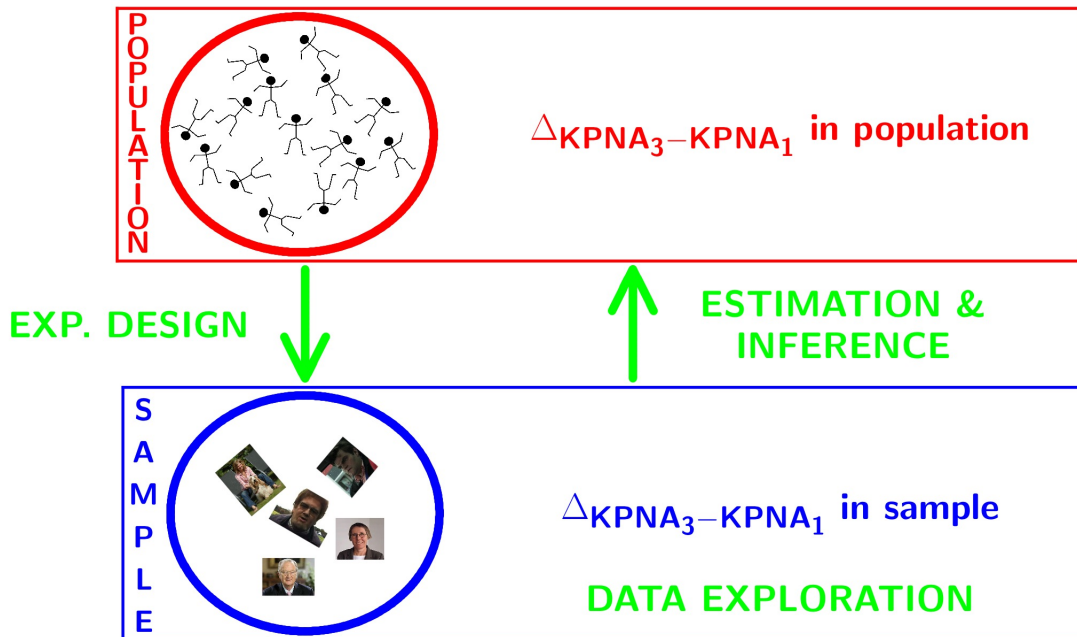 POPULATION
Δ_KPNA₃−KPNA₁ in population
EXP. DESIGN
ESTIMATION &
INFERENCE
SAMPLE
Δ_KPNA₃−KPNA₁ in sample
DATA EXPLORATION